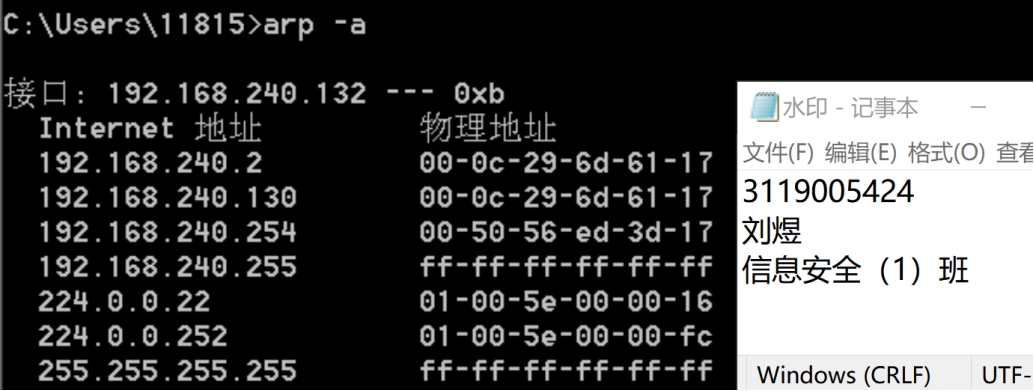 C:\Users\11815>arp -a
接口: 192.168.240.132 --- 0xb
Internet 地址 物理地址
192.168.240.2 00-0c-29-6d-61-17
192.168.240.130 00-0c-29-6d-61-17
192.168.240.254 00-50-56-ed-3d-17
192.168.240.255 ff-ff-ff-ff-ff-ff
224.0.0.22 01-00-5e-00-00-16
224.0.0.252 01-00-5e-00-00-fc
255.255.255.255 ff-ff-ff-ff-ff-ff
水印 - 记事本
文件(F) 编辑(E) 格式(O) 查看
3119005424
刘煜
信息安全（1）班
Windows (CRLF) UTF-